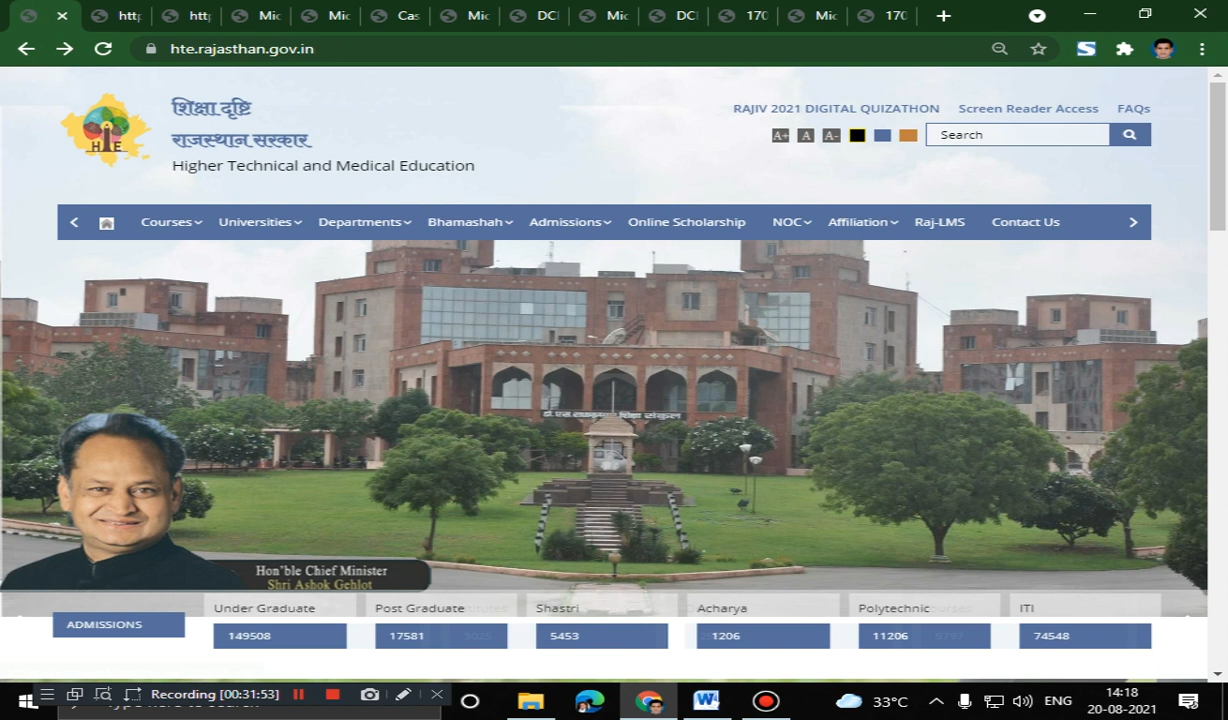 http
http
Mic
Mic
Cas
Mic
DCI
Mic
DCI
170
Mic
170
hte.rajasthan.gov.in
शिक्षा दृष्टि
राजस्थान सरकार
Higher Technical and Medical Education
HTE
RAJIV 2021 DIGITAL QUIZATHON Screen Reader Access FAQs
A+ A A- Search
Courses Universities Departments Bhamashah Admissions Online Scholarship NOC Affiliation Raj-LMS Contact Us
Hon'ble Chief Minister
Shri Ashok Gehlot
ADMISSIONS
Under Graduate Post Graduate Shastri Acharya Polytechnic ITI
149508 17581 5453 1206 11206 74548
Recording [00:31:53]
33°C ENG
14:18
20-08-2021